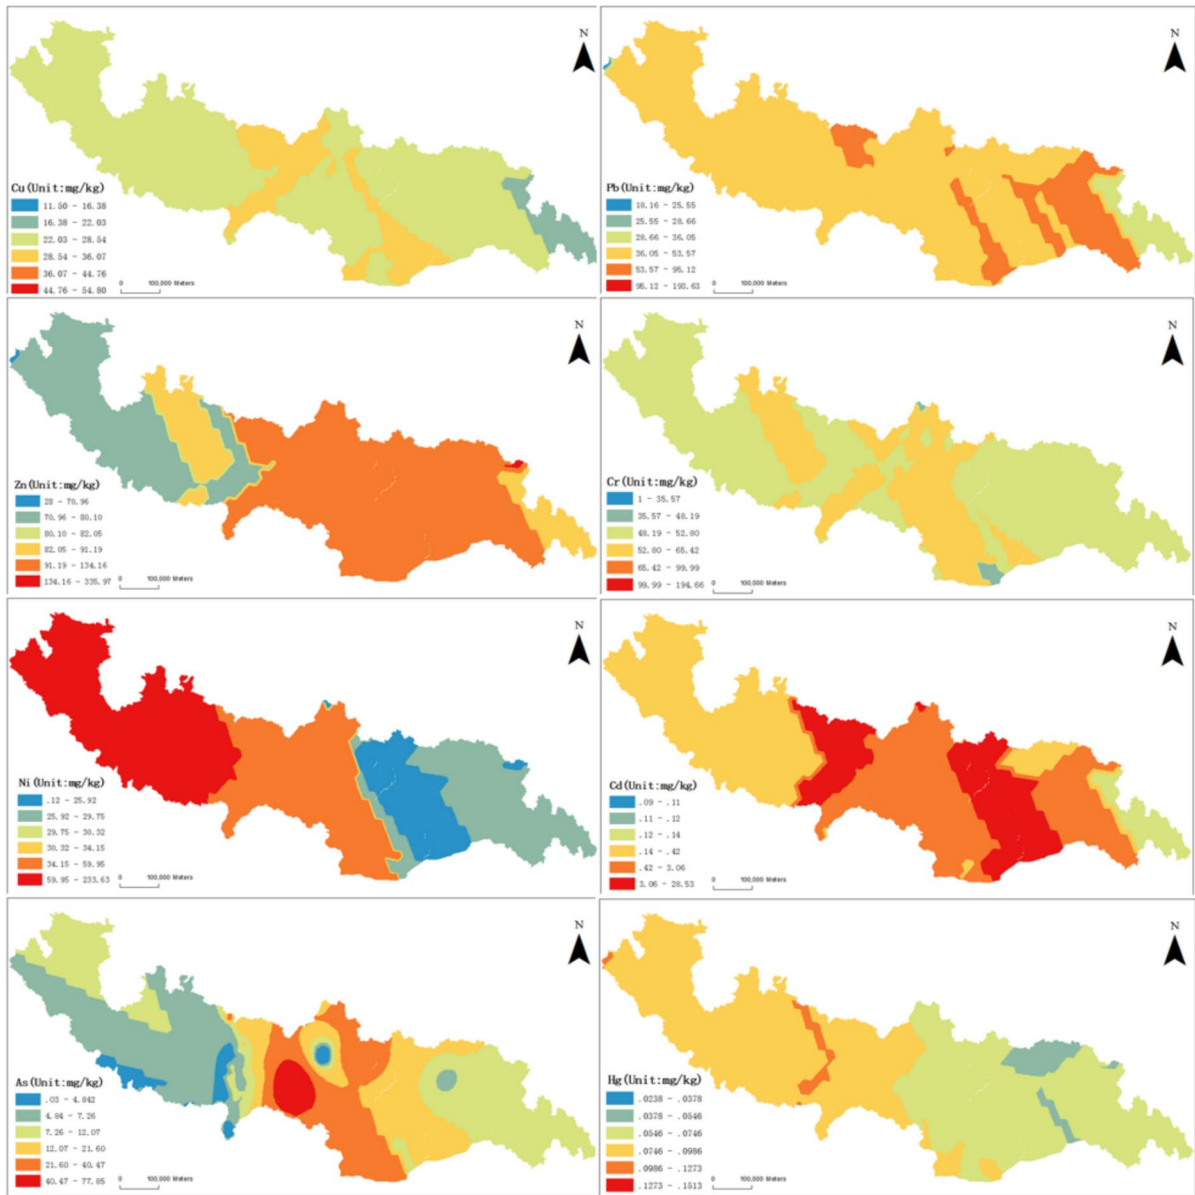 N
Cu(Unit:mg/kg)
11.50 - 16.38
16.38 - 22.03
22.03 - 28.54
28.54 - 36.07
36.07 - 44.76
44.76 - 54.80
0 100,000 Meters
N
Pb(Unit:mg/kg)
18.16 - 25.55
25.55 - 28.66
28.66 - 36.05
36.05 - 53.57
53.57 - 95.12
95.12 - 193.63
0 100,000 Meters
N
Zn(Unit:mg/kg)
28 - 70.96
70.96 - 80.10
80.10 - 82.05
82.05 - 91.19
91.19 - 134.16
134.16 - 335.97
0 100,000 Meters
N
Cr(Unit:mg/kg)
1 - 35.57
35.57 - 48.19
48.19 - 52.80
52.80 - 65.42
65.42 - 99.99
99.99 - 194.66
0 100,000 Meters
N
Ni(Unit:mg/kg)
.12 - 25.92
25.92 - 29.75
29.75 - 30.32
30.32 - 34.15
34.15 - 59.95
59.95 - 233.63
0 100,000 Meters
N
Cd(Unit:mg/kg)
.09 - .11
.11 - .12
.12 - .14
.14 - .42
.42 - 3.06
3.06 - 28.53
0 100,000 Meters
N
As(Unit:mg/kg)
.03 - 4.842
4.84 - 7.26
7.26 - 12.07
12.07 - 21.60
21.60 - 40.47
40.47 - 77.85
0 100,000 Meters
N
Hg(Unit:mg/kg)
.0238 - .0378
.0378 - .0546
.0546 - .0746
.0746 - .0986
.0986 - .1273
.1273 - .1513
0 100,000 Meters